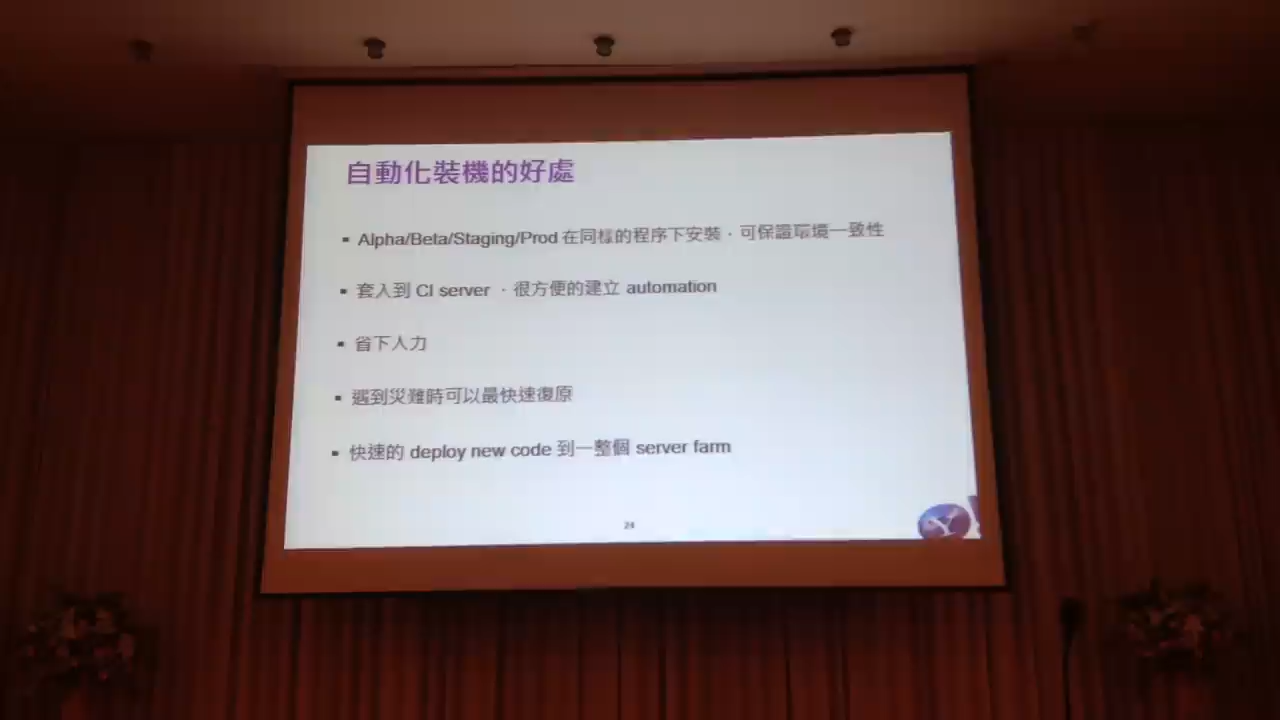 自動化裝機的好處
▪ Alpha/Beta/Staging/Prod 在同樣的程序下安裝，可保證環境一致性
▪ 套入到 CI server ，很方便的建立 automation
▪ 省下人力
▪ 遇到災難時可以最快速復原
▪ 快速的 deploy new code 到一整個 server farm
24
Y